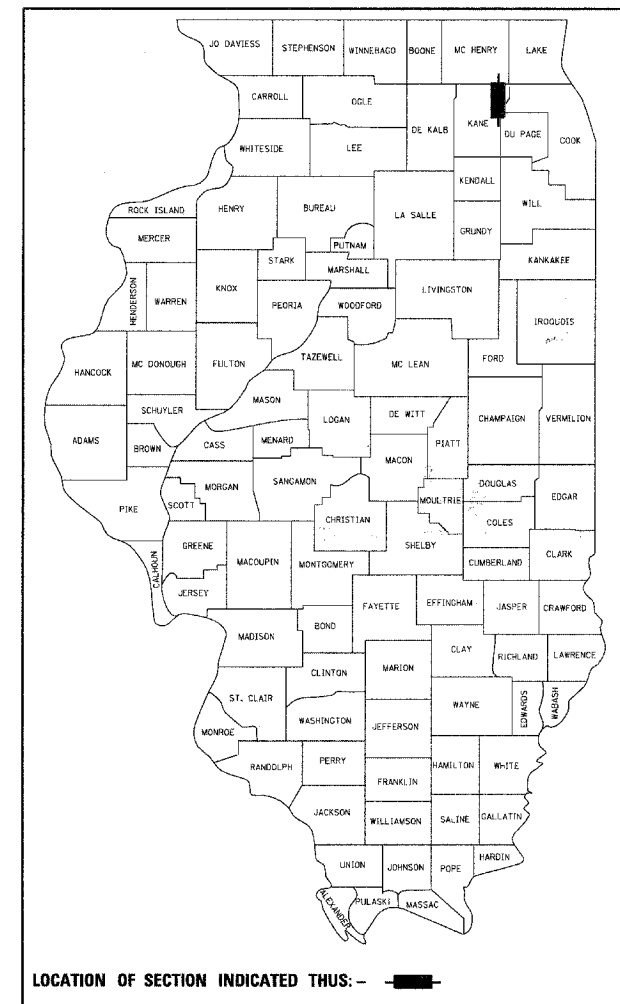 JO DAVIESS STEPHENSON WINNEBAGO BOONE MC HENRY LAKE
CARROLL OGLE KANE DE KALB DU PAGE COOK
WHITESIDE LEE
KENDALL
ROCK ISLAND HENRY BUREAU LA SALLE WILL
MERCER PUTNAM GRUNDY
STARK MARSHALL KANKAKEE
HENDERSON WARREN KNOX PEORIA WOODFORD LIVINGSTON
IROQUOIS
HANCOCK MC DONOUGH FULTON TAZEWELL MC LEAN FORD
SCHUYLER MASON
ADAMS BROWN CASS MENARD LOGAN DE WITT PIATT CHAMPAIGN VERMILION
MACON
PIKE SCOTT MORGAN SANGAMON MOULTRIE DOUGLAS EDGAR
CHRISTIAN COLES
CALHOUN GREENE MACOUPIN MONTGOMERY SHELBY CUMBERLAND CLARK
JERSEY
FAYETTE EFFINGHAM JASPER CRAWFORD
MADISON BOND
CLAY RICHLAND LAWRENCE
CLINTON MARION
ST. CLAIR WAYNE EDWARDS WABASH
WASHINGTON JEFFERSON
MONROE
RANDOLPH PERRY HAMILTON WHITE
FRANKLIN
JACKSON WILLIAMSON SALINE GALLATIN
UNION JOHNSON POPE HARDIN
ALEXANDER PULASKI MASSAC
LOCATION OF SECTION INDICATED THUS: -